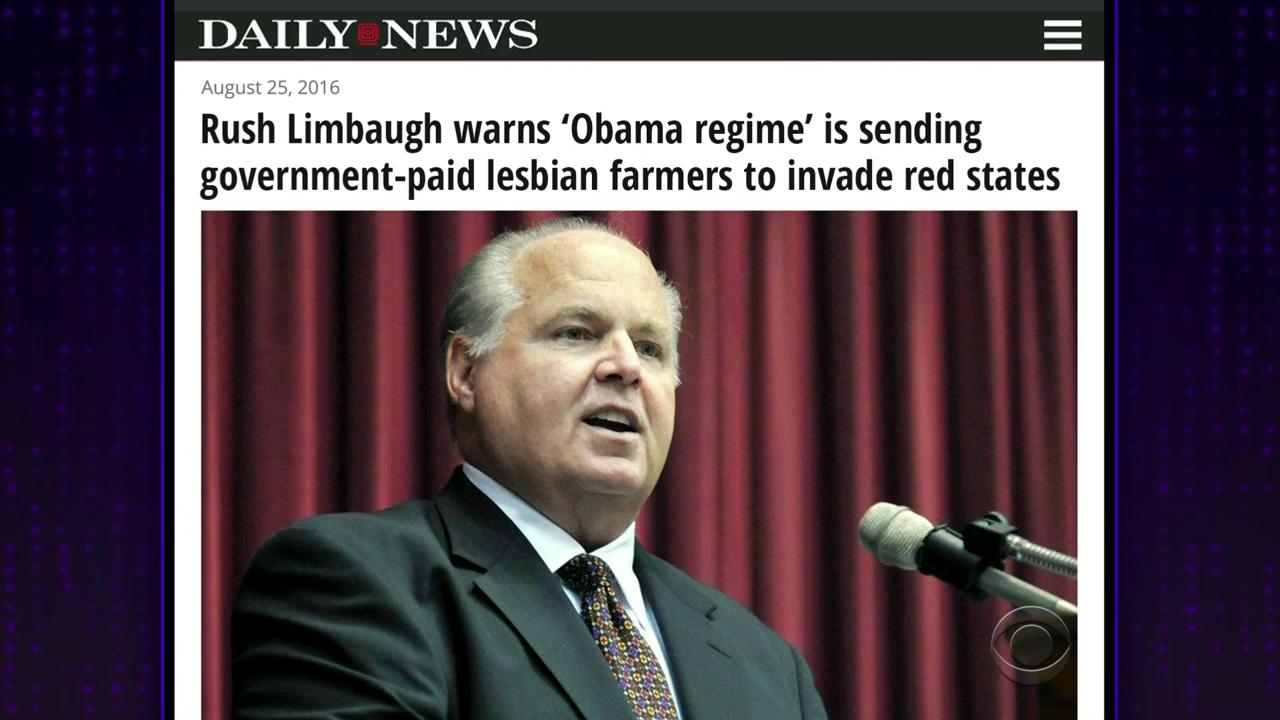 DAILY NEWS
August 25, 2016
Rush Limbaugh warns ‘Obama regime’ is sending
government-paid lesbian farmers to invade red states